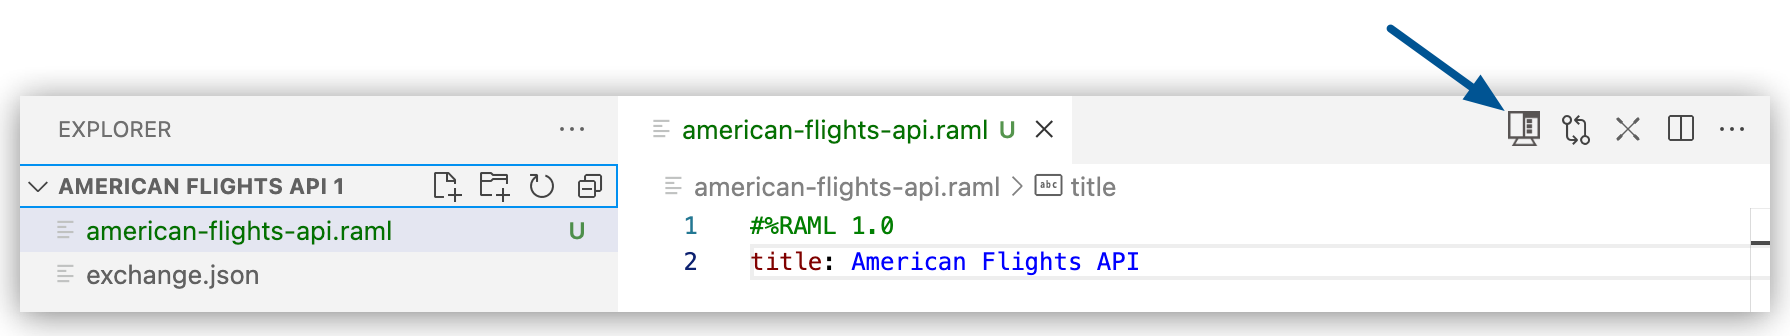 EXPLORER
AMERICAN FLIGHTS API 1
american-flights-api.raml U
exchange.json
american-flights-api.raml U
american-flights-api.raml > abc title
1 #%RAML 1.0
2 title: American Flights API